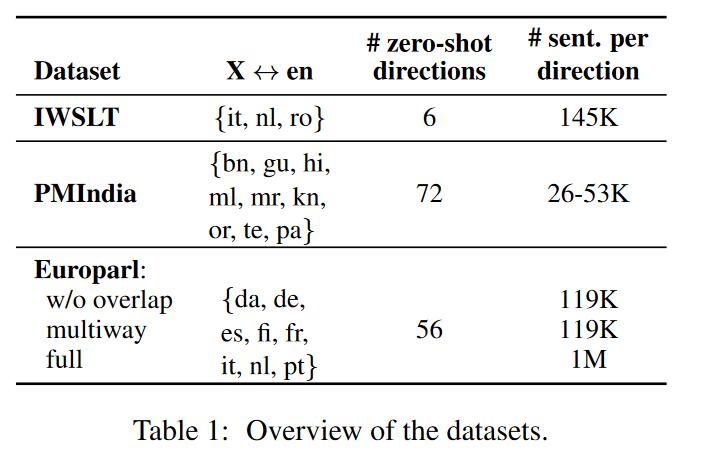 Dataset X ↔ en # zero-shot directions # sent. per direction
IWSLT {it, nl, ro} 6 145K
PMIndia {bn, gu, hi, ml, mr, kn, or, te, pa} 72 26-53K
Europarl:
w/o overlap {da, de, 119K
multiway es, fi, fr, 56 119K
full it, nl, pt} 1M
Table 1: Overview of the datasets.